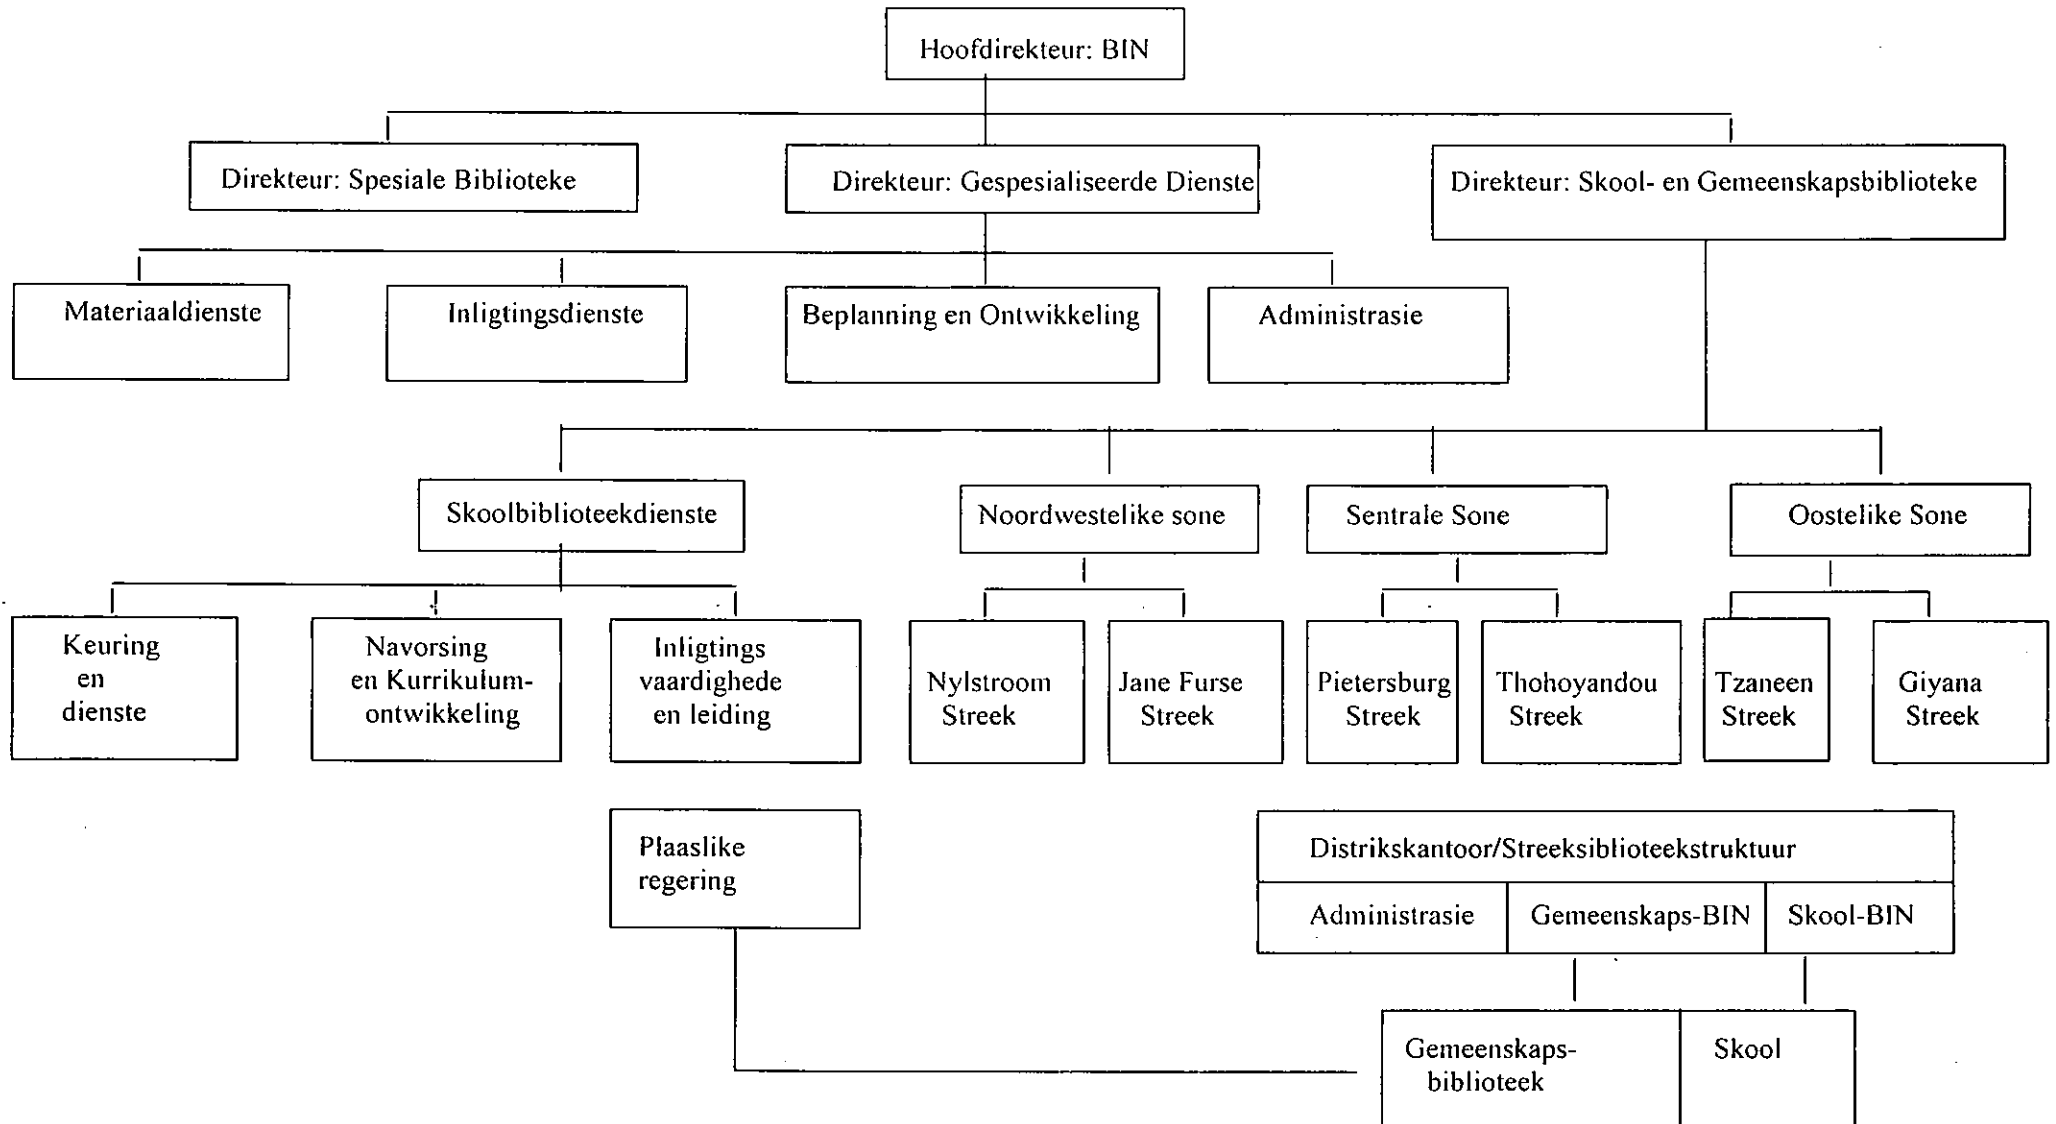 Hoofdirekteur: BIN
Direkteur: Spesiale Biblioteke
Direkteur: Gespesialiseerde Dienste
Direkteur: Skool- en Gemeenskapsbiblioteke
Materiaaldienste
Inligtingsdienste
Beplanning en Ontwikkeling
Administrasie
Skoolbiblioteekdienste
Noordwestelike sone
Sentrale Sone
Oostelike Sone
Keuring
en
dienste
Navorsing
en Kurrikulum-
ontwikkeling
Inligtings
vaardighede
en leiding
Nylstroom
Streek
Jane Furse
Streek
Pietersburg
Streek
Thohoyandou
Streek
Tzaneen
Streek
Giyana
Streek
Plaaslike
regering
Distrikskantoor/Streeksiblioteekstruktuur
Administrasie
Gemeenskaps-BIN
Skool-BIN
Gemeenskaps-
biblioteek
Skool